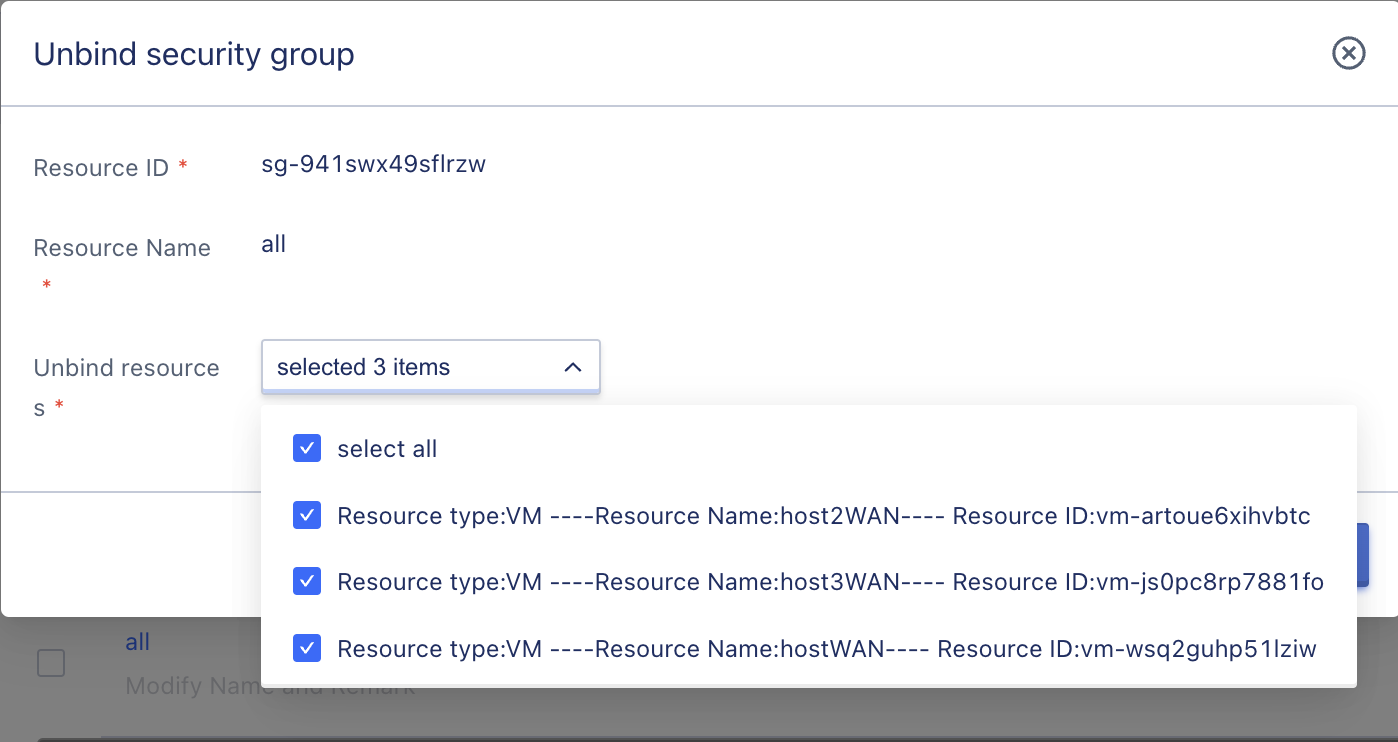 Unbind security group
Resource ID *
sg-941swx49sflrzw
Resource Name
*
all
Unbind resource
s *
selected 3 items
select all
Resource type:VM ----Resource Name:host2WAN---- Resource ID:vm-artoue6xihvbtc
Resource type:VM ----Resource Name:host3WAN---- Resource ID:vm-js0pc8rp7881fo
Resource type:VM ----Resource Name:hostWAN---- Resource ID:vm-wsq2guhp51lziw
all
Modify Name and Remark